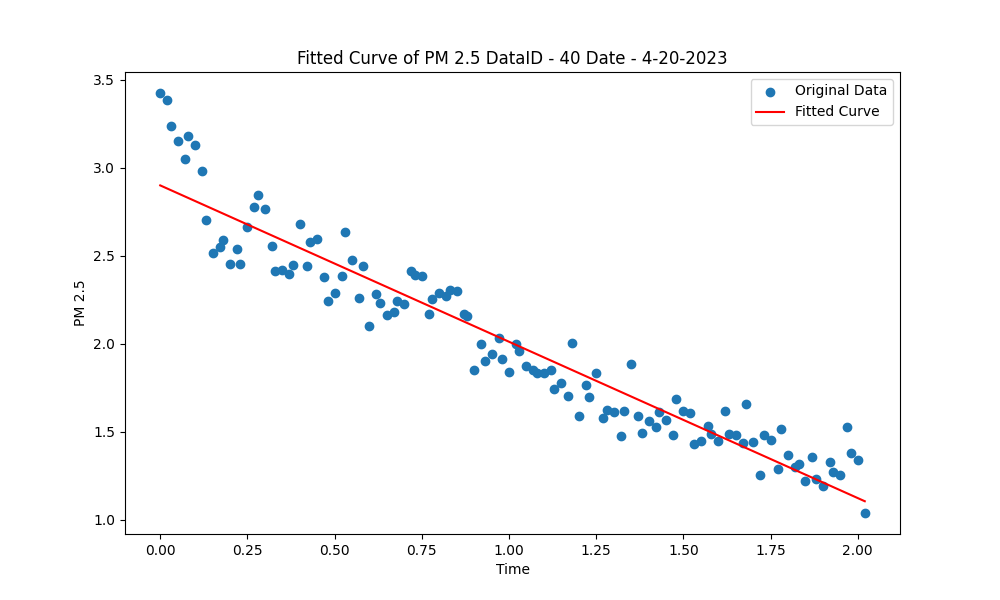 Fitted Curve of PM 2.5 DataID - 40 Date - 4-20-2023
Original Data
Fitted Curve
PM 2.5
3.5
3.0
2.5
2.0
1.5
1.0
0.00 0.25 0.50 0.75 1.00 1.25 1.50 1.75 2.00
Time